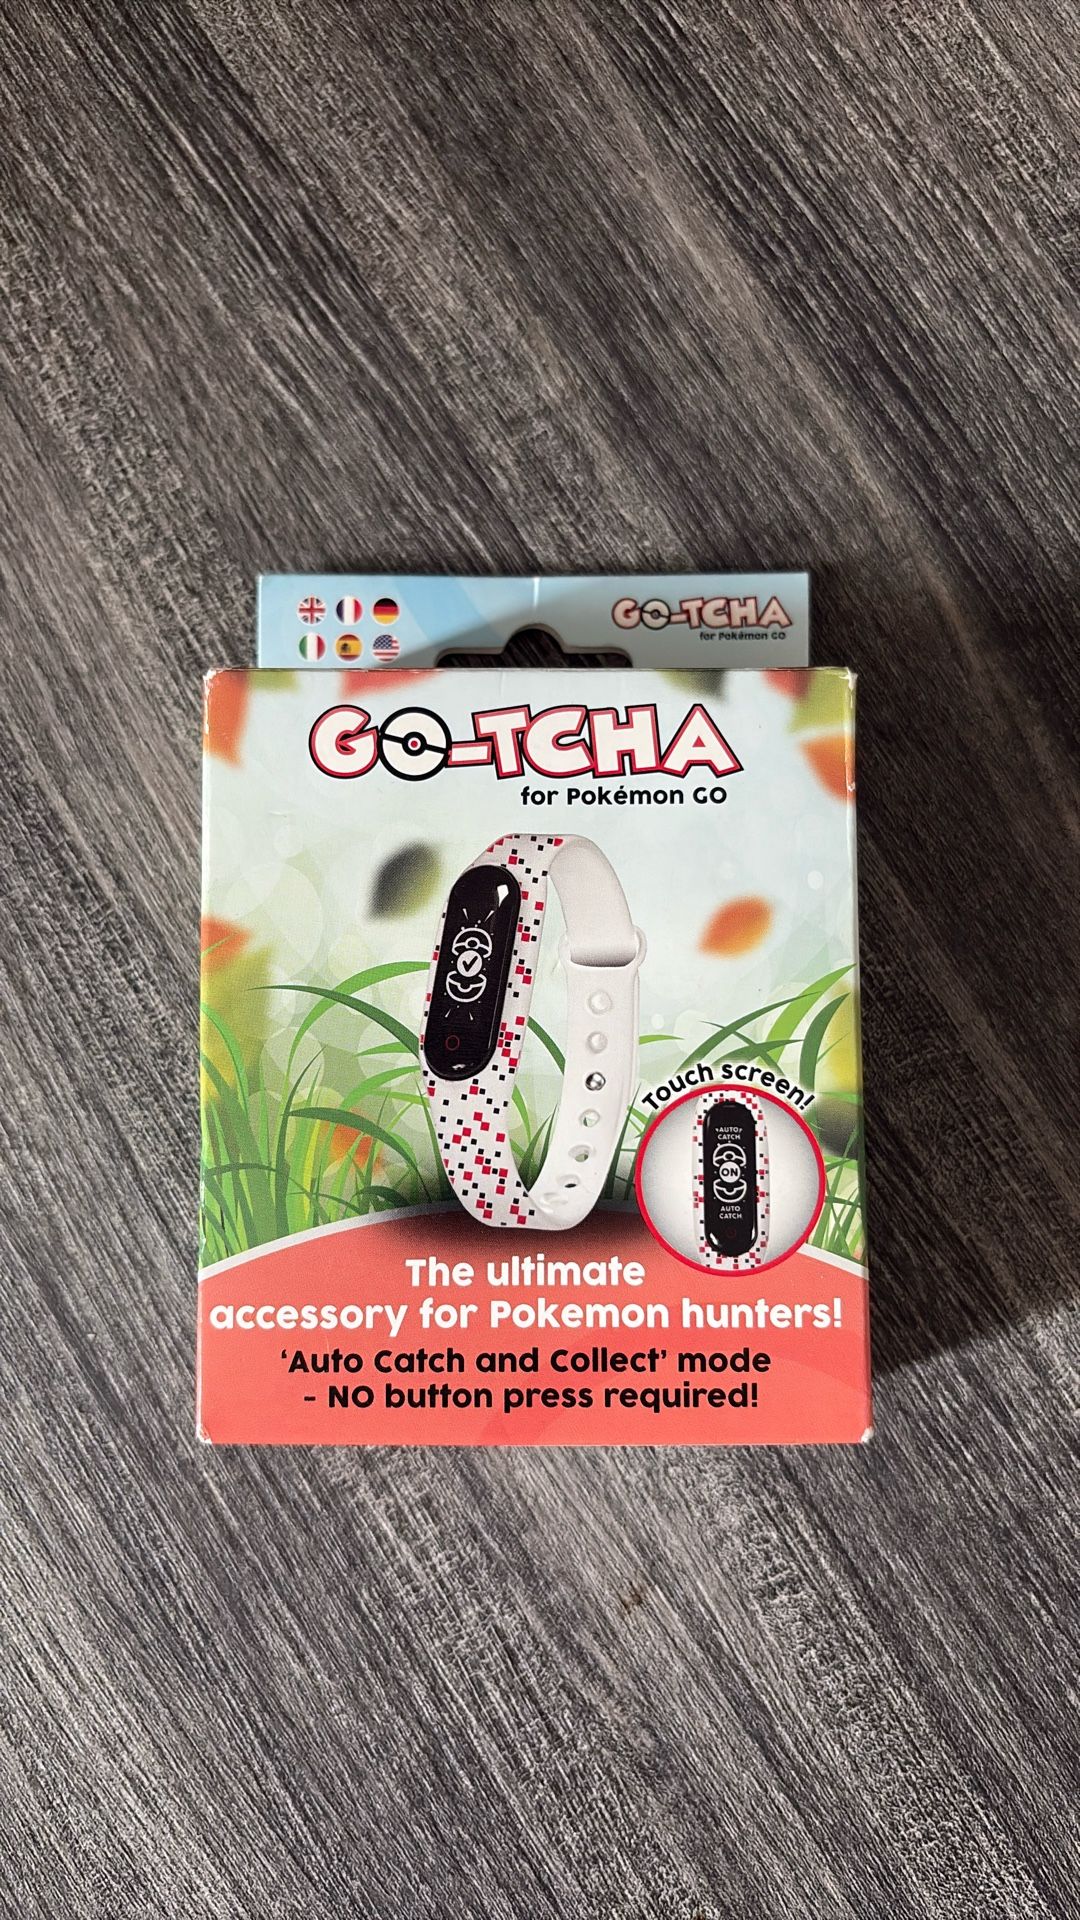 GO-TCHA
for Pokémon GO
GO-TCHA
for Pokémon GO
Touch screen!
AUTO
CATCH
ON
AUTO
CATCH
The ultimate
accessory for Pokemon hunters!
‘Auto Catch and Collect’ mode
- NO button press required!